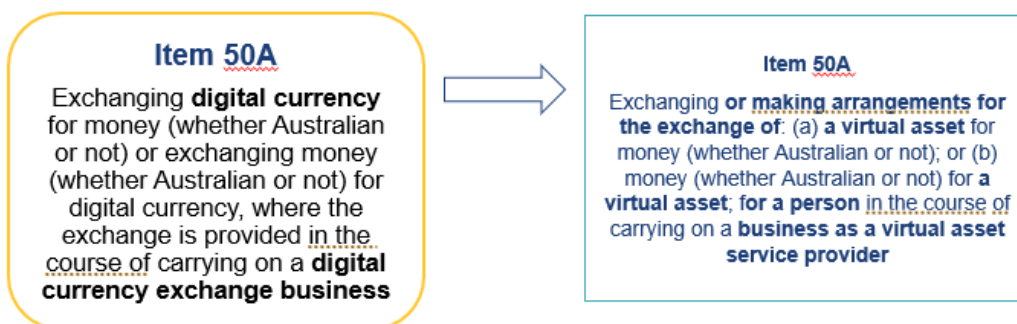 Item 50A
Exchanging digital currency
for money (whether Australian
or not) or exchanging money
(whether Australian or not) for
digital currency, where the
exchange is provided in the
course of carrying on a digital
currency exchange business
Item 50A
Exchanging or making arrangements for
the exchange of: (a) a virtual asset for
money (whether Australian or not); or (b)
money (whether Australian or not) for a
virtual asset; for a person in the course of
carrying on a business as a virtual asset
service provider